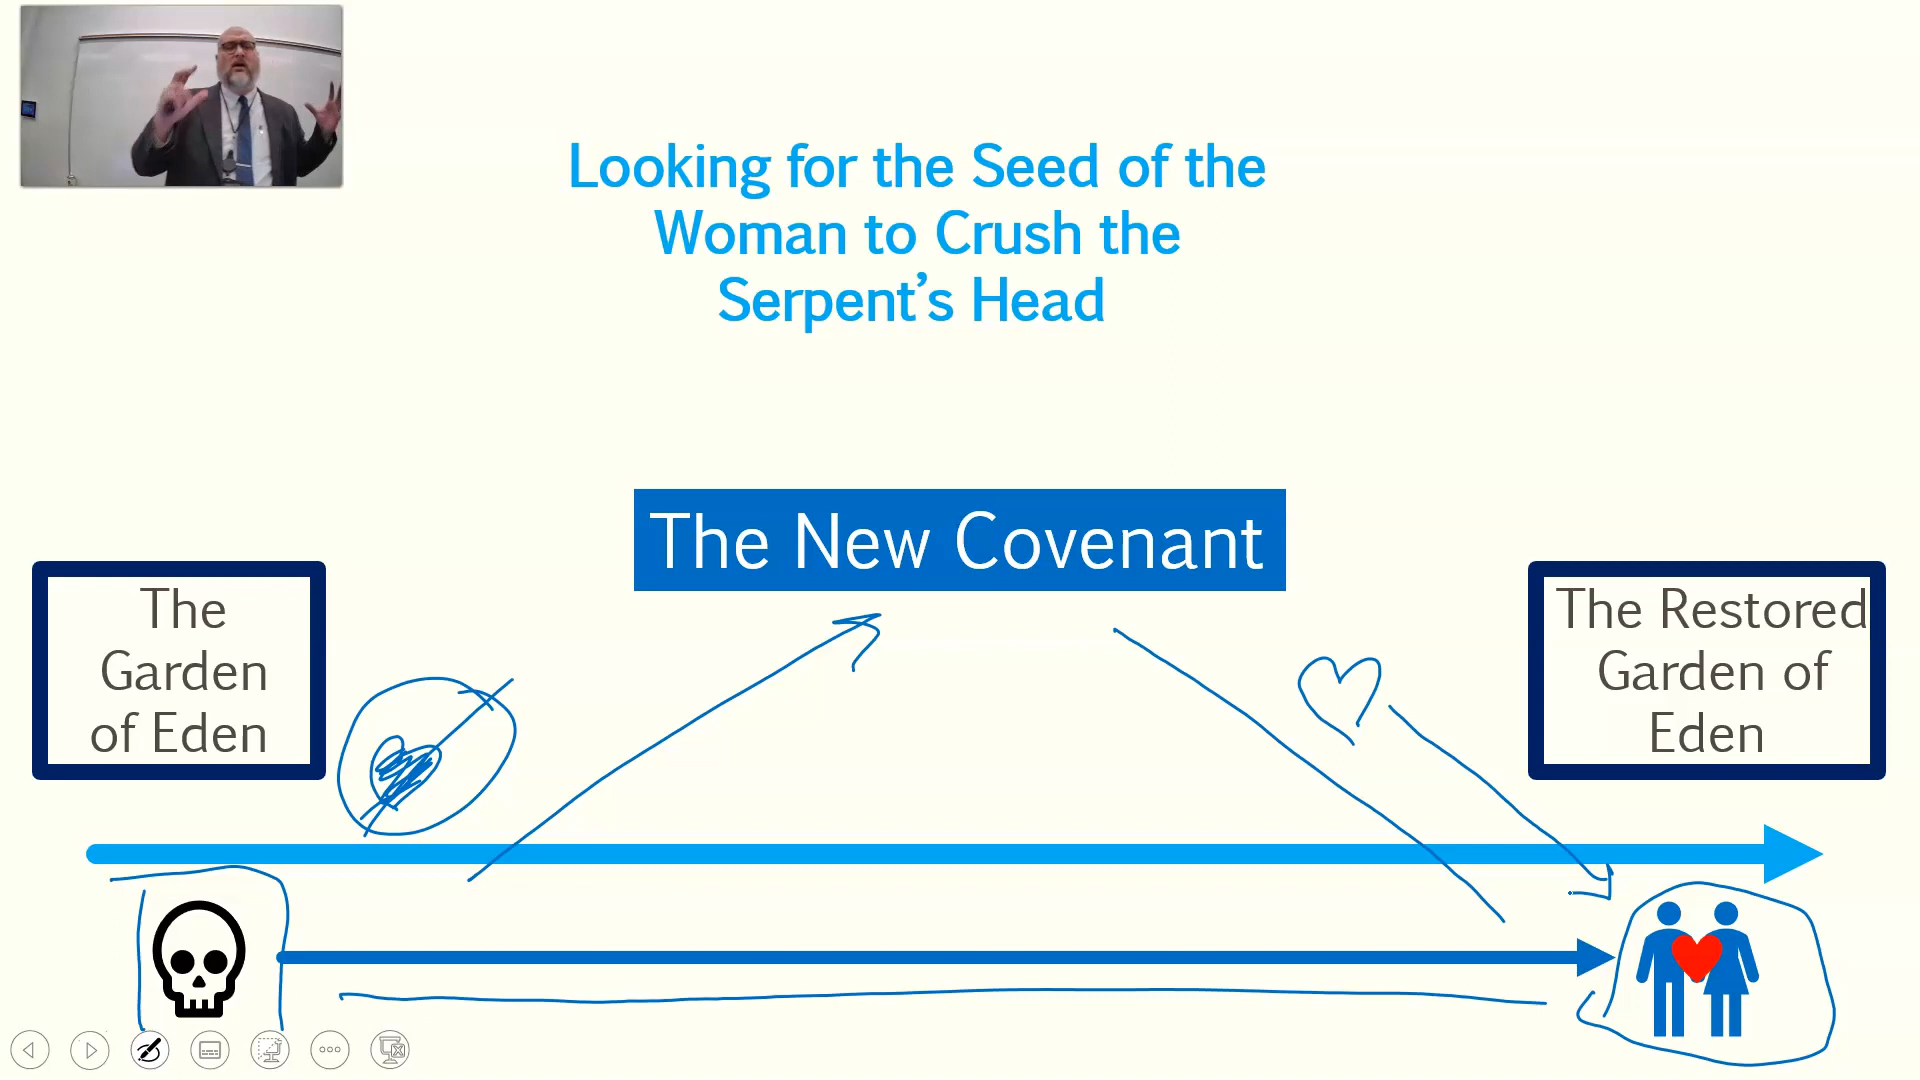 Looking for the Seed of the
Woman to Crush the
Serpent’s Head
The New Covenant
The
Garden
of Eden
The Restored
Garden of
Eden